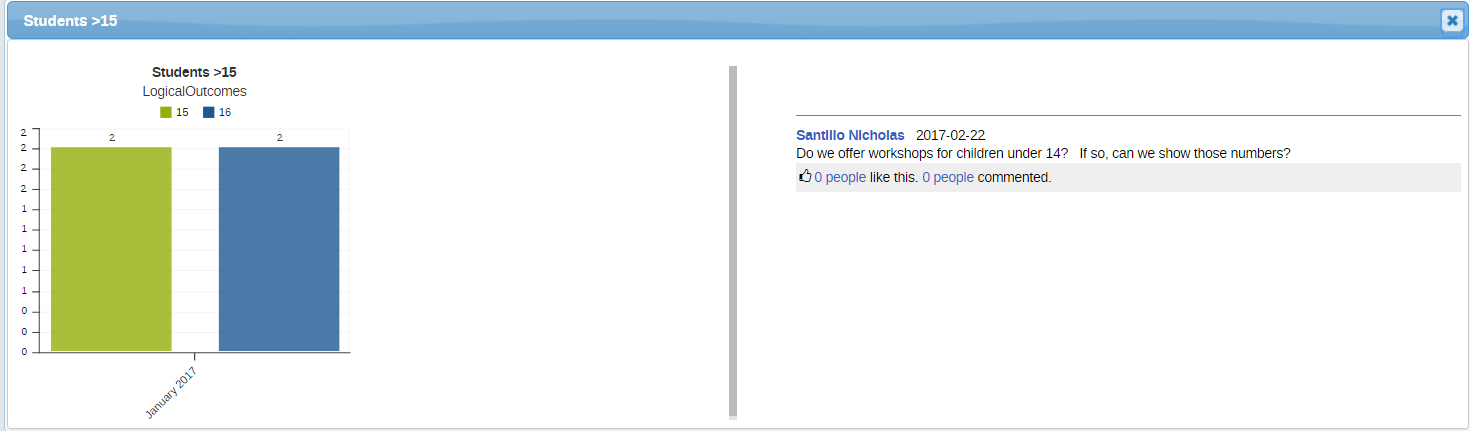 Students >15
Students >15
LogicalOutcomes
15 16
2
2
2
2
1
1
1
1
1
0
0
0
2 2
January 2017
Santillo Nicholas 2017-02-22
Do we offer workshops for children under 14? If so, can we show those numbers?
0 people like this. 0 people commented.